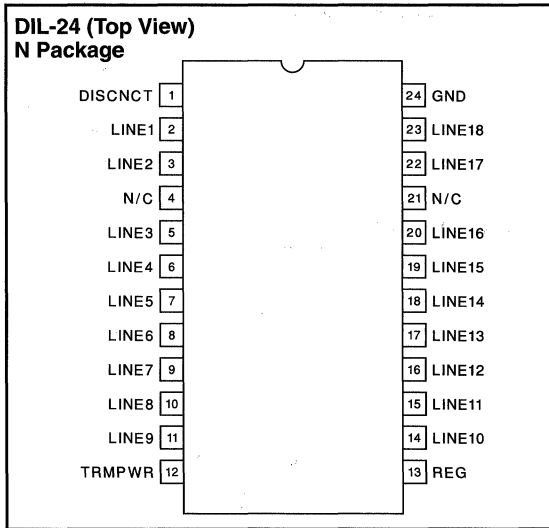 DIL-24 (Top View)
N Package
DISCNCT 1
LINE1 2
LINE2 3
N/C 4
LINE3 5
LINE4 6
LINE5 7
LINE6 8
LINE7 9
LINE8 10
LINE9 11
TRMPWR 12
24 GND
23 LINE18
22 LINE17
21 N/C
20 LINE16
19 LINE15
18 LINE14
17 LINE13
16 LINE12
15 LINE11
14 LINE10
13 REG